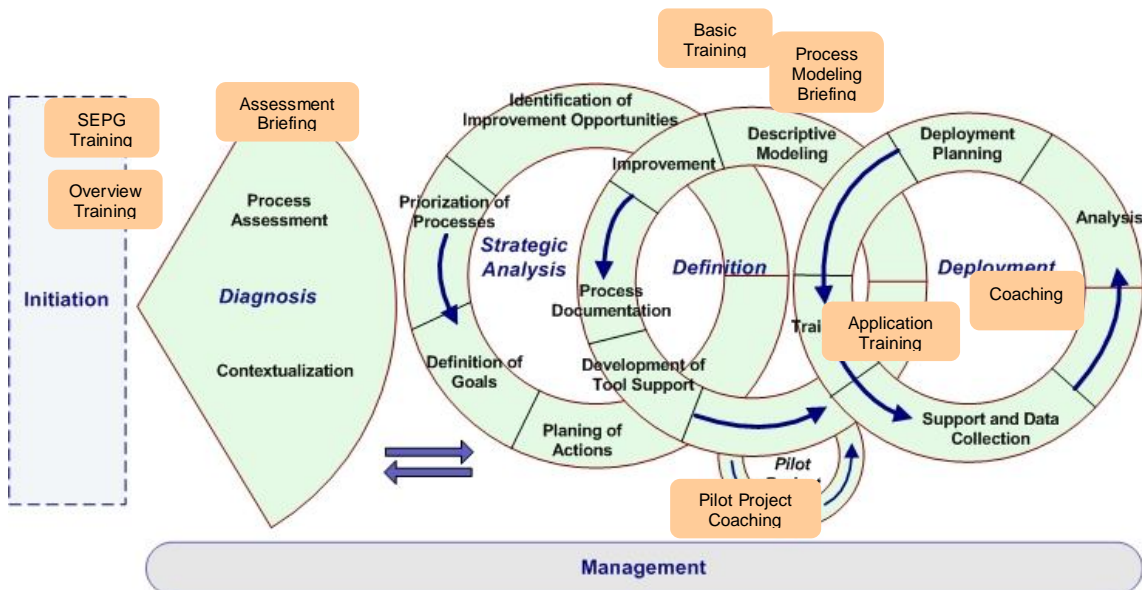 Basic
Training
Process
Modeling
Briefing
SEPG
Training
Assessment
Briefing
Identification of
Improvement Opportunities
Descriptive
Modeling
Deployment
Planning
Improvement
Overview
Training
Process
Assessment
Priorization of
Processes
Analysis
Strategic
Analysis
Definition
Deployment
Initiation
Diagnosis
Process
Documentation
Coaching
Application
Training
Contextualization
Definition of
Goals
Development of
Tool Support
Planing of
Actions
Support and Data
Collection
Pilot
Pilot Project
Coaching
Management